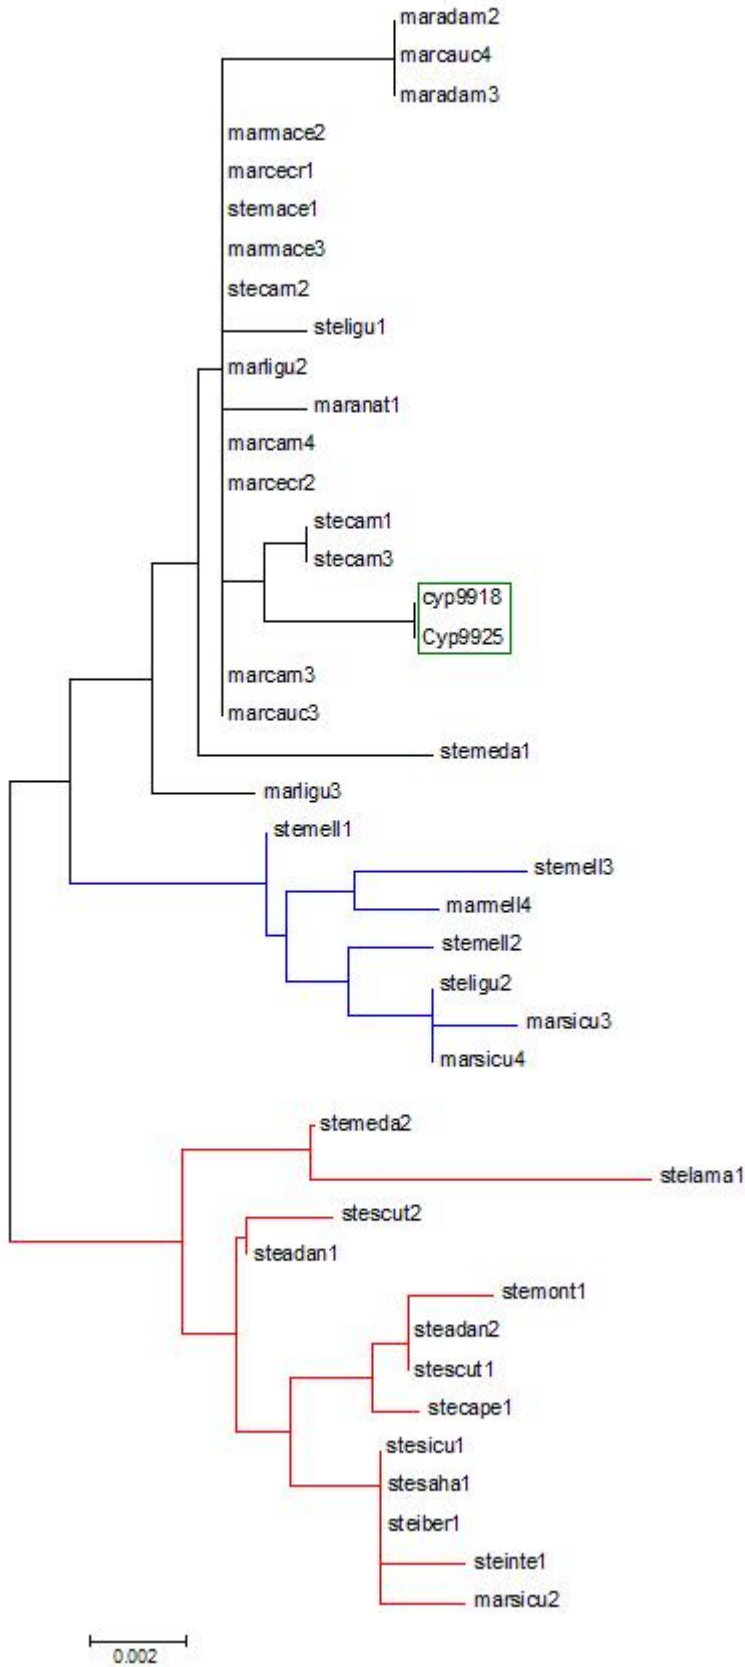 maradam2
marcauc4
maradam3
marmace2
marcecr1
stemace1
marmace3
stecam2
steligu1
marligu2
maranat1
marcam4
marcecr2
stecam1
stecam3
cyp9918
Cyp9925
marcam3
marcauc3
stemeda1
marligu3
stemell1
stemell3
marmell4
stemell2
steligu2
marsicu3
marsicu4
stemeda2
stelama1
stescut2
steadan1
stemont1
steadan2
stescut1
stecape1
stesicu1
stesaha1
steiber1
steinte1
marsicu2
0.002